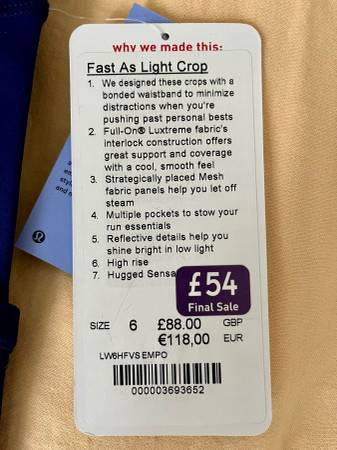 why we made this:
Fast As Light Crop
1. We designed these crops with a
bonded waistband to minimize
distractions when you're
pushing past personal bests
2. Full-On® Luxtreme fabric's
interlock construction offers
great support and coverage
with a cool, smooth feel
3. Strategically placed Mesh
fabric panels help you let off
steam
4. Multiple pockets to stow your
run essentials
5. Reflective details help you
shine bright in low light
6. High rise
7. Hugged Sensa
£54
Final Sale
SIZE 6 £88.00 GBP
€118,00 EUR
LW6HFVS EMPO
000003693652